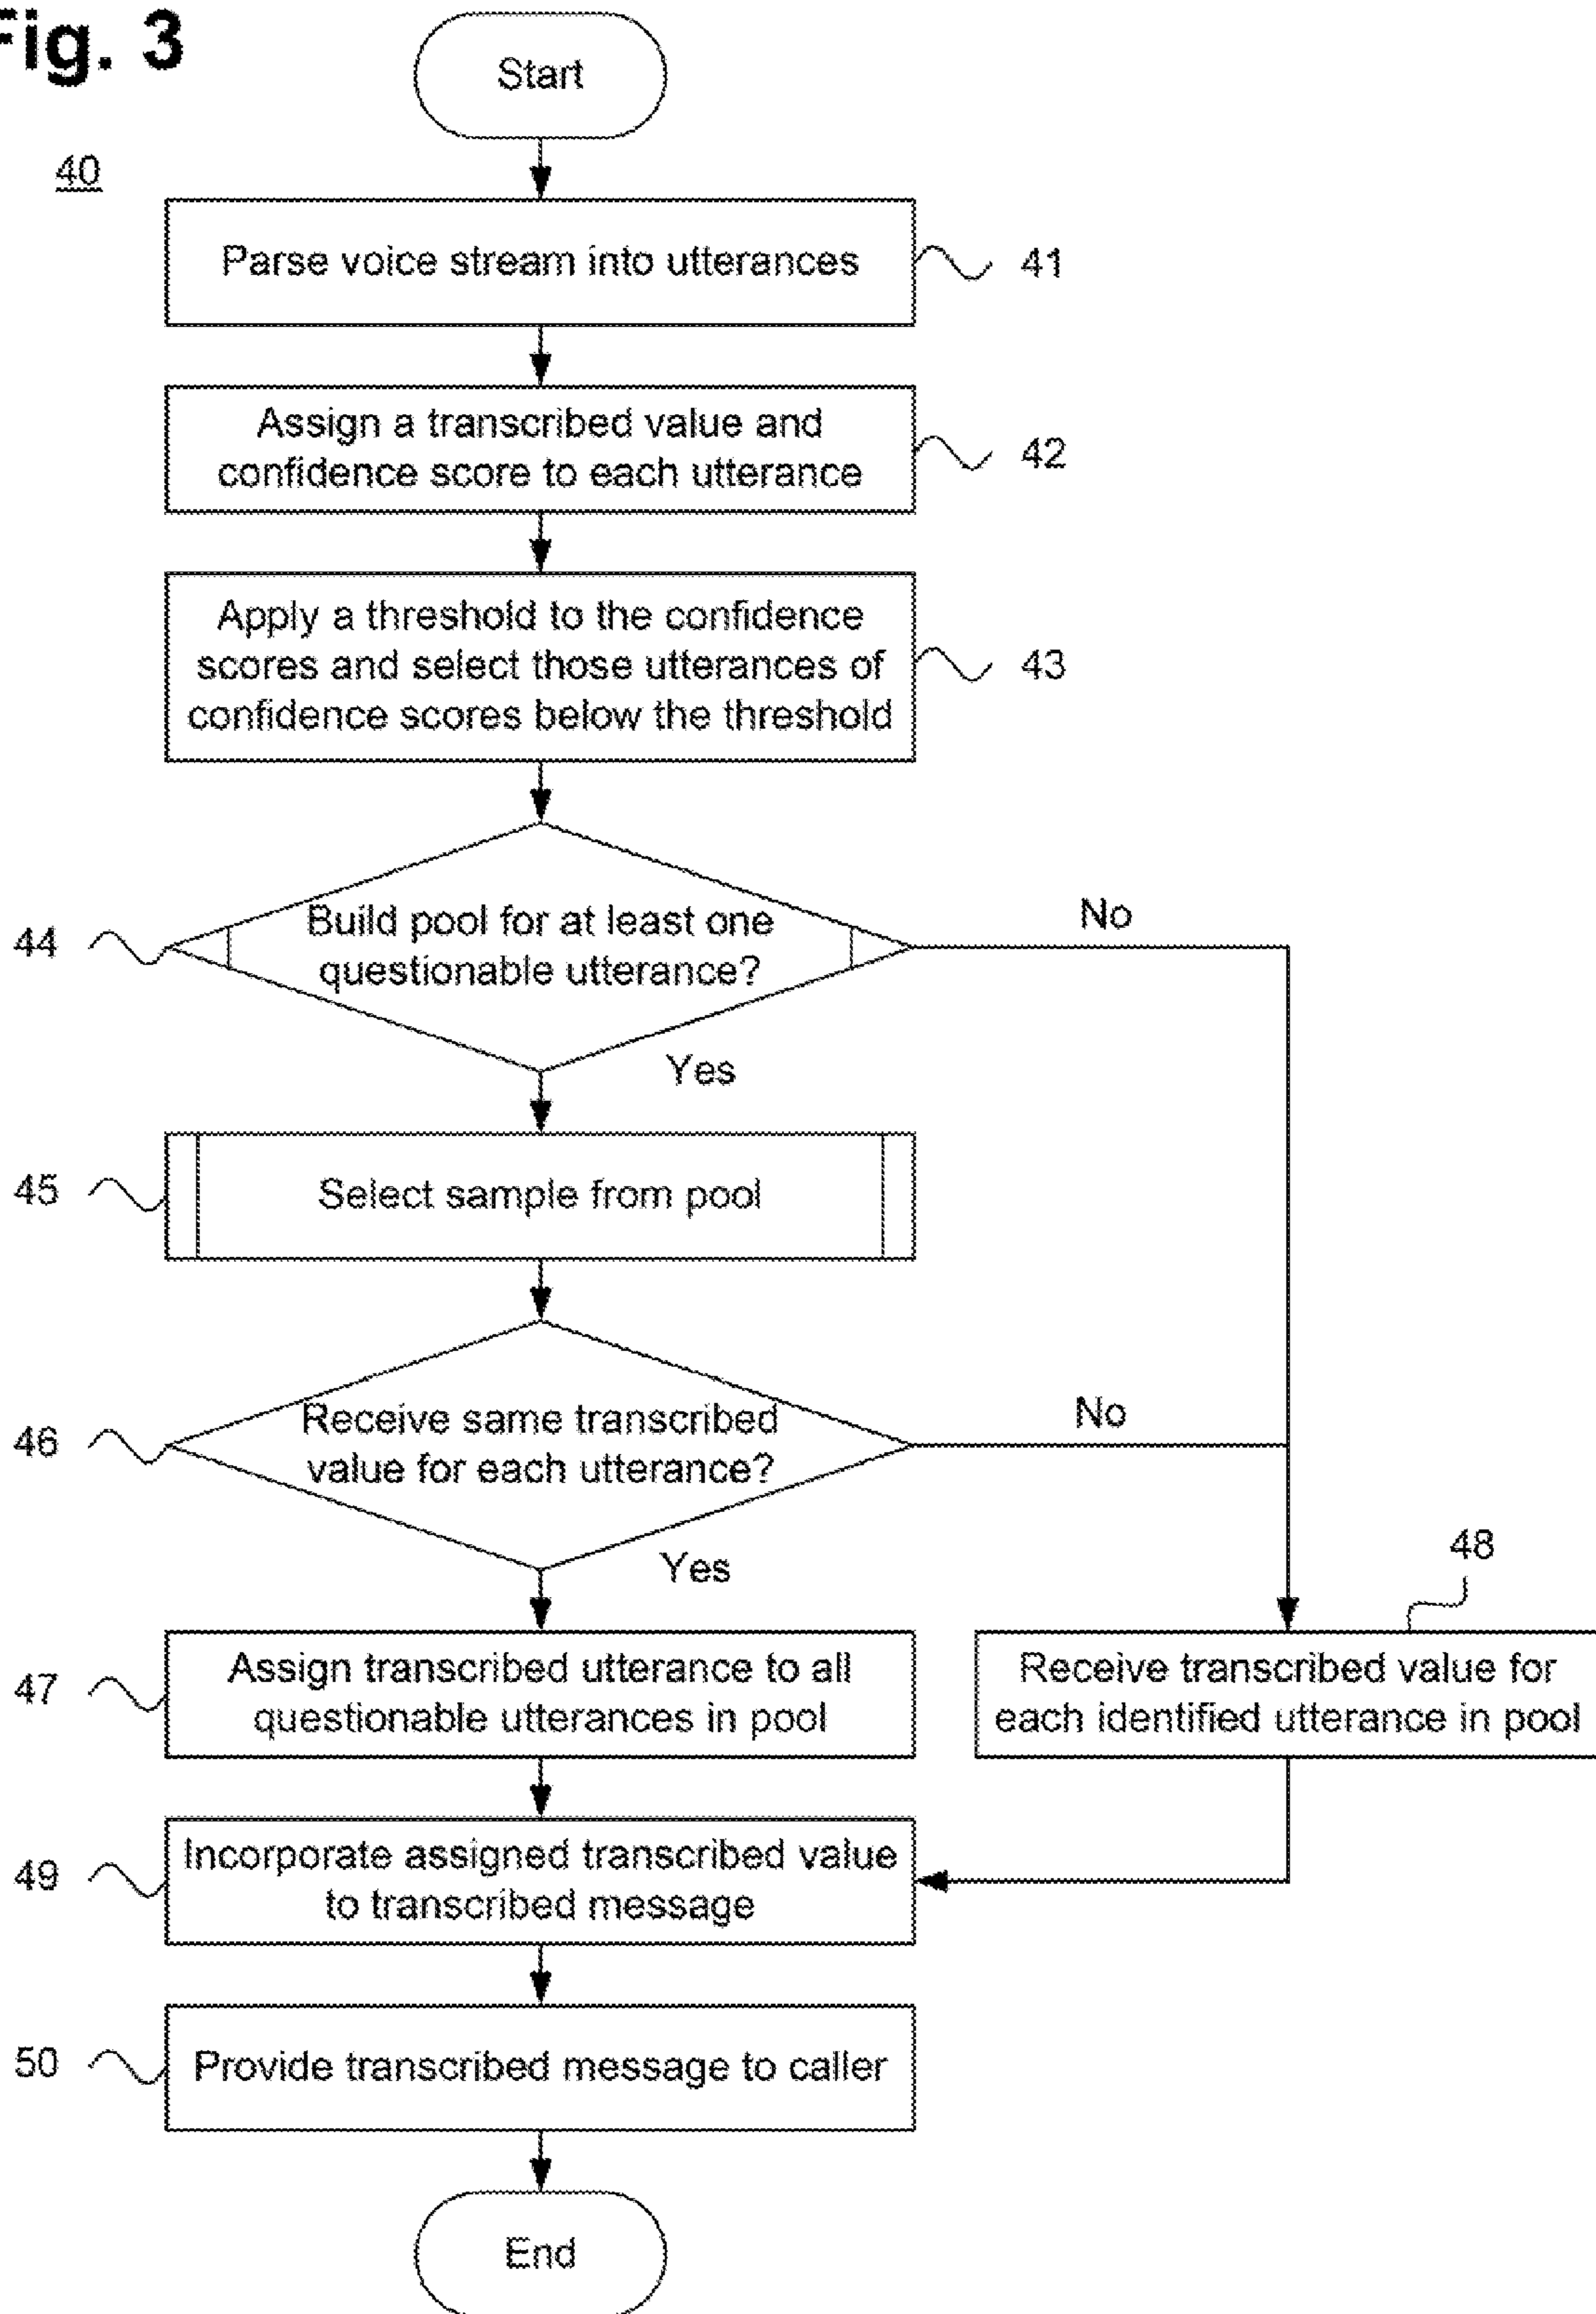 Fig. 3
Start
40
Parse voice stream into utterances
41
Assign a transcribed value and
confidence score to each utterance
42
Apply a threshold to the confidence
scores and select those utterances of
confidence scores below the threshold
43
44
Build pool for at least one
questionable utterance?
No
Yes
45
Select sample from pool
46
Receive same transcribed
value for each utterance?
No
Yes
48
47
Assign transcribed utterance to all
questionable utterances in pool
Receive transcribed value for
each identified utterance in pool
49
Incorporate assigned transcribed value
to transcribed message
50
Provide transcribed message to caller
End